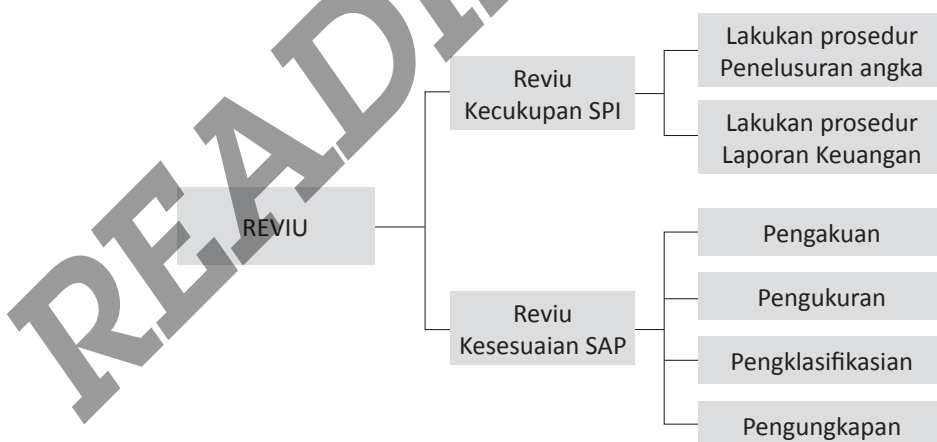 REVIU
Reviu
Kecukupan SPI
Lakukan prosedur
Penelusuran angka
Lakukan prosedur
Laporan Keuangan
Reviu
Kesesuaian SAP
Pengakuan
Pengukuran
Pengklasifikasian
Pengungkapan